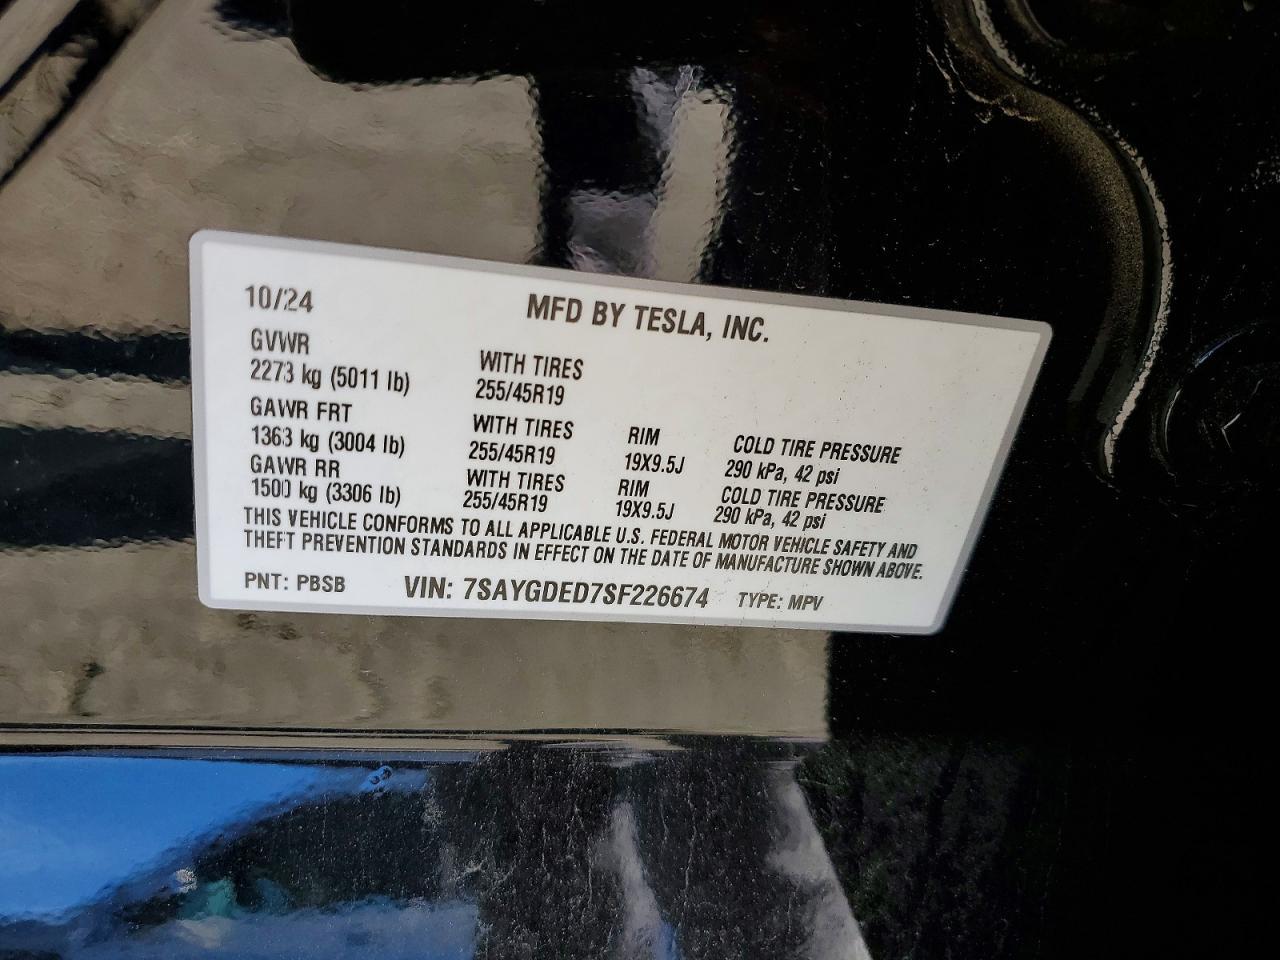 10/24
MFD BY TESLA, INC.
GVWR
2273 kg (5011 lb)
WITH TIRES
255/45R19
GAWR FRT
1363 kg (3004 lb)
WITH TIRES
255/45R19
RIM
19X9.5J
COLD TIRE PRESSURE
290 kPa, 42 psi
GAWR RR
1500 kg (3306 lb)
WITH TIRES
255/45R19
RIM
19X9.5J
COLD TIRE PRESSURE
290 kPa, 42 psi
THIS VEHICLE CONFORMS TO ALL APPLICABLE U.S. FEDERAL MOTOR VEHICLE SAFETY AND
THEFT PREVENTION STANDARDS IN EFFECT ON THE DATE OF MANUFACTURE SHOWN ABOVE.
PNT: PBSB VIN: 7SAYGDED7SF226674 TYPE: MPV